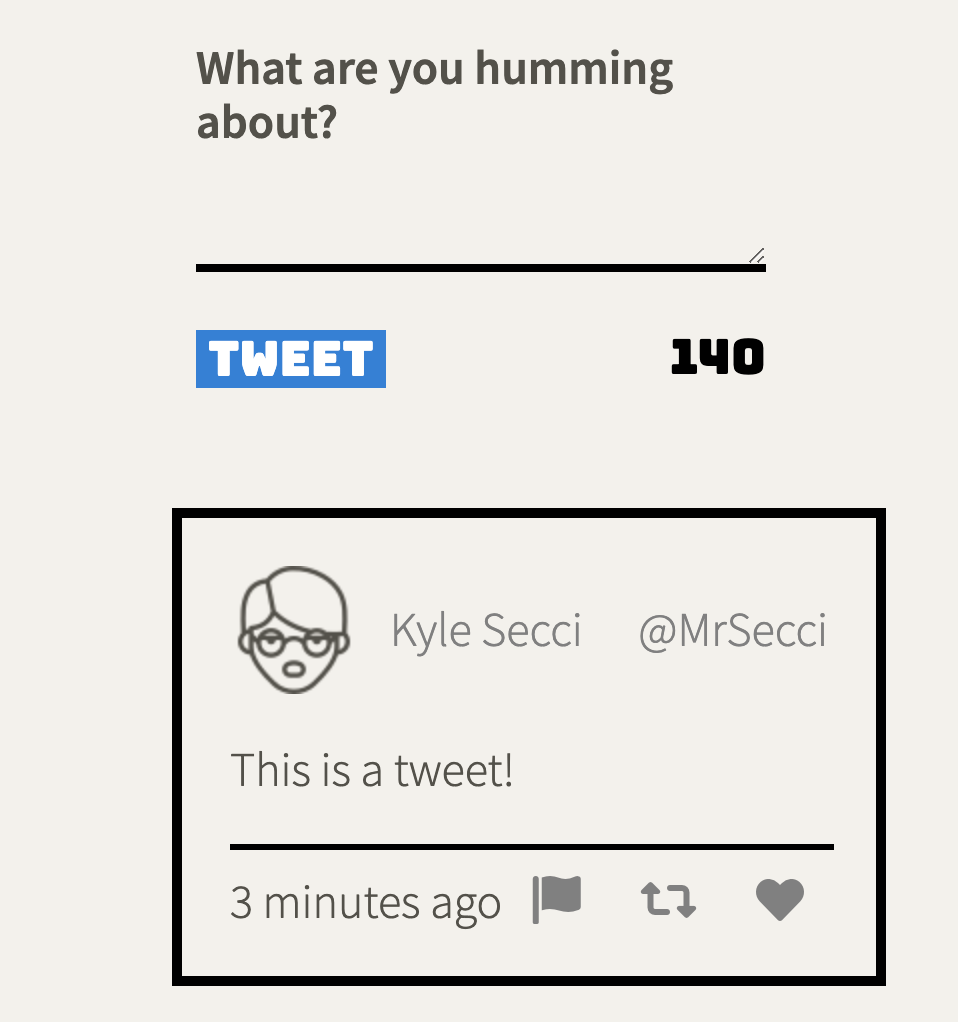 What are you humming
about?
TWEET 140
Kyle Secci @MrSecci
This is a tweet!
3 minutes ago